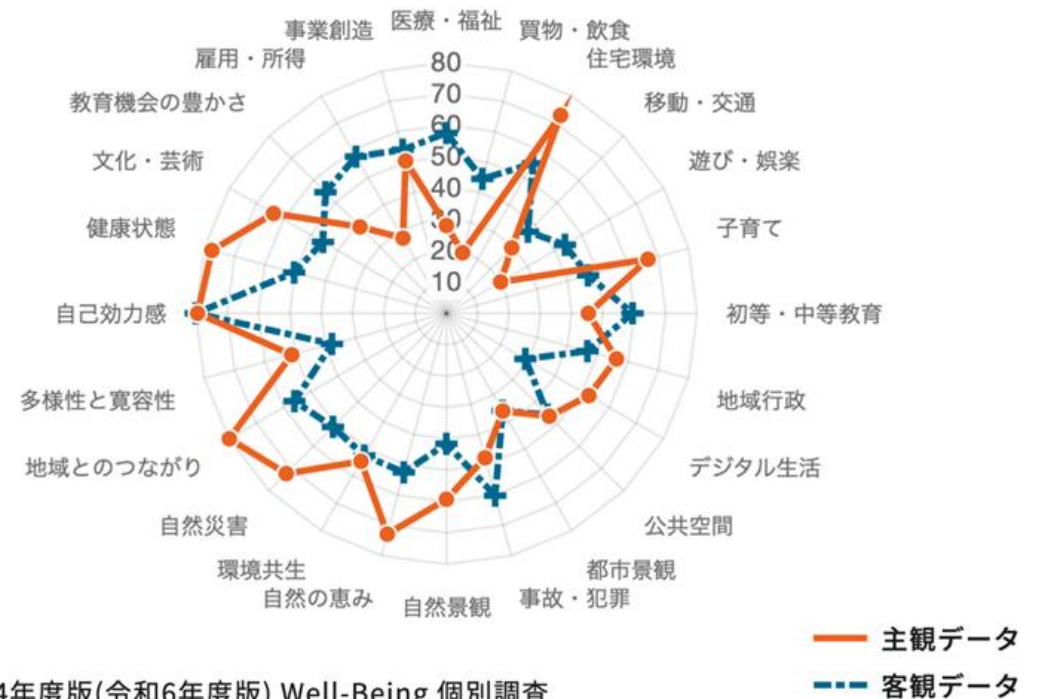 医療・福祉
買物・飲食
住宅環境
移動・交通
遊び・娯楽
子育て
初等・中等教育
地域行政
デジタル生活
公共空間
都市景観
事故・犯罪
自然景観
自然の恵み
環境共生
自然災害
地域とのつながり
多様性と寛容性
自己効力感
健康状態
文化・芸術
教育機会の豊かさ
雇用・所得
事業創造
80
70
60
50
40
30
20
10
主観データ
客観データ
4年度版(令和6年度版) Well-Being 個別調査